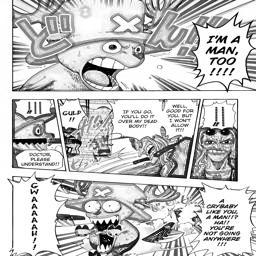 I'M A
MAN,
TOO
!!!!
!!
DOCTOR,
PLEASE
UNDERSTAND!!
GULP
IF YOU GO,
YOU'LL DO IT
OVER MY DEAD
BODY!!
WELL,
GOOD FOR
YOU. BUT I
WON'T
ALLOW
IT!!
GWAAAAAH!!
A
CRYBABY
LIKE YOU,
A MAN!!?
HA!
YOU'RE
NOT GOING
ANYWHERE
!!!